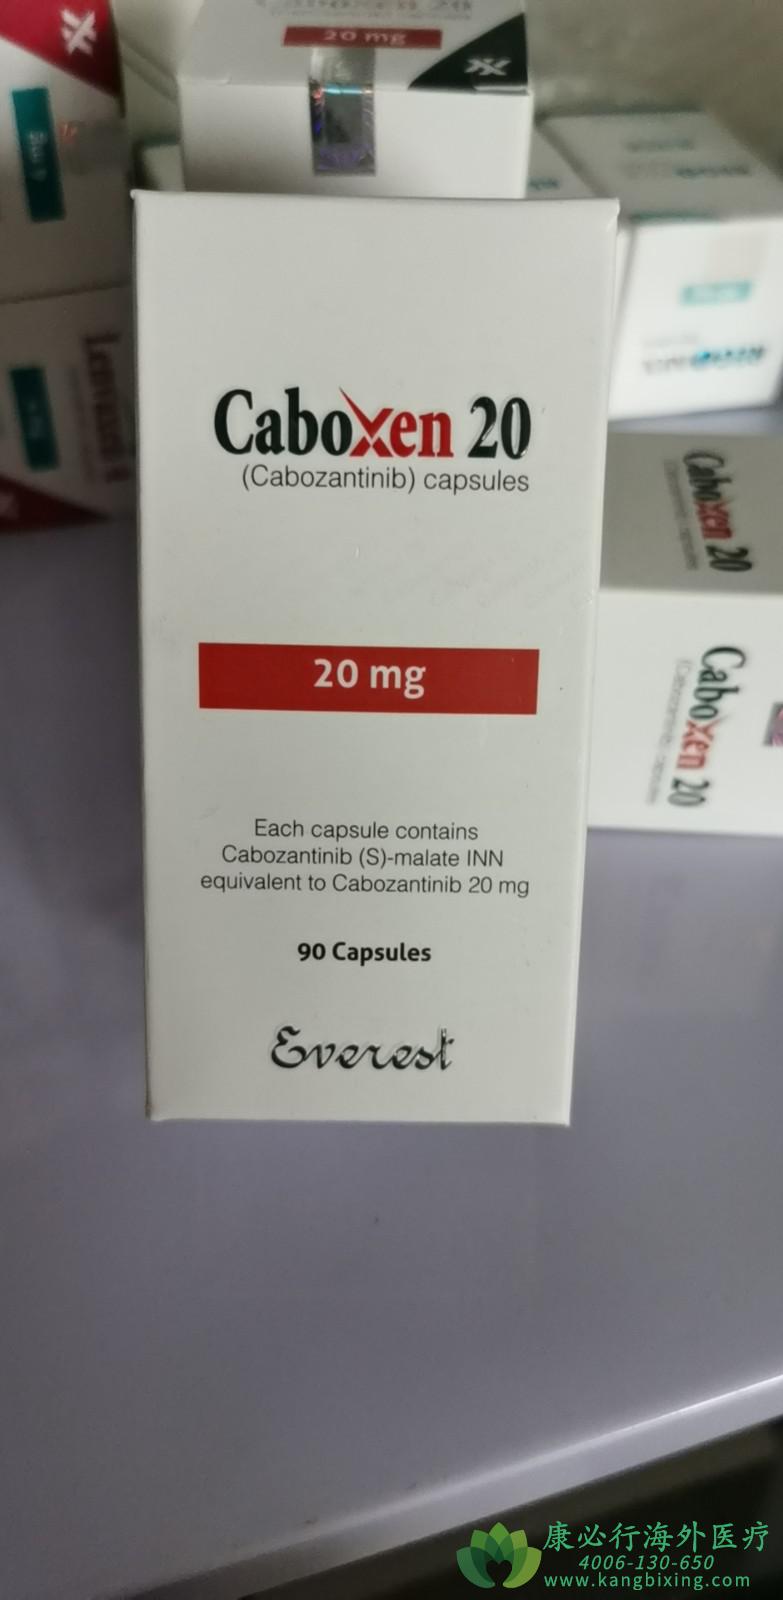 20 mg
Caboxen 20
(Cabozantinib) capsules
20 mg
Each capsule contains
Cabozantinib (S)-malate INN
equivalent to Cabozantinib 20 mg
90 Capsules
Everest
Caboxen 20
Caboxen 20
康必行海外医疗
4006-130-650
www.kangbixing.com